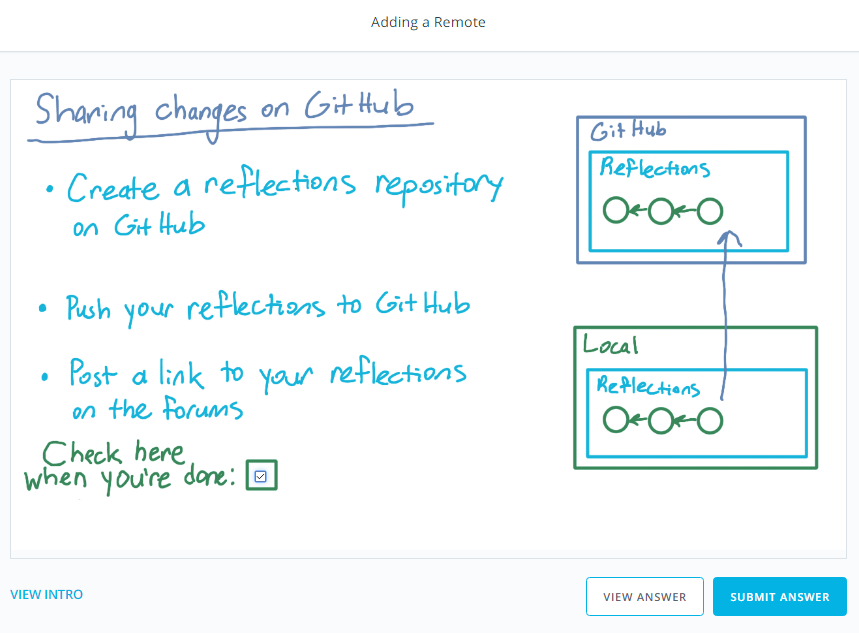 Adding a Remote
Sharing changes on GitHub
• Create a reflections repository
on GitHub
• Push your reflections to GitHub
• Post a link to your reflections
on the forums
Check here
when you're done:
GitHub
Reflections
Local
Reflections
VIEW INTRO
VIEW ANSWER
SUBMIT ANSWER